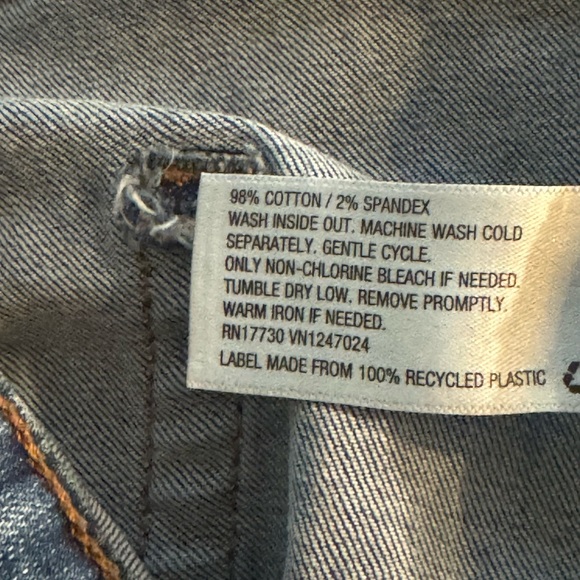 98% COTTON / 2% SPANDEX
WASH INSIDE OUT. MACHINE WASH COLD
SEPARATELY. GENTLE CYCLE.
ONLY NON-CHLORINE BLEACH IF NEEDED.
TUMBLE DRY LOW, REMOVE PROMPTLY.
WARM IRON IF NEEDED.
RN17730 VN1247024
LABEL MADE FROM 100% RECYCLED PLASTIC